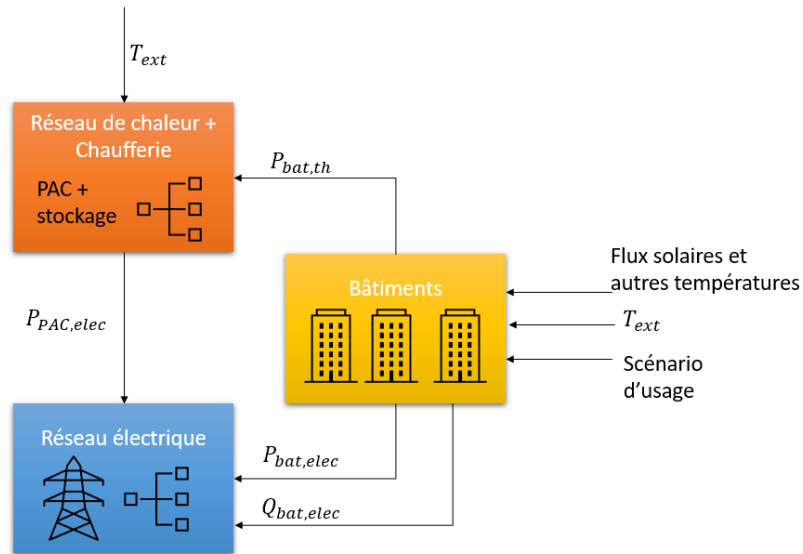 T_ext
Réseau de chaleur +
Chaufferie
PAC +
stockage
P_bat,th
Bâtiments
Flux solaires et
autres températures
T_ext
Scénario
d'usage
P_PAC,elec
Réseau électrique
P_bat,elec
Q_bat,elec